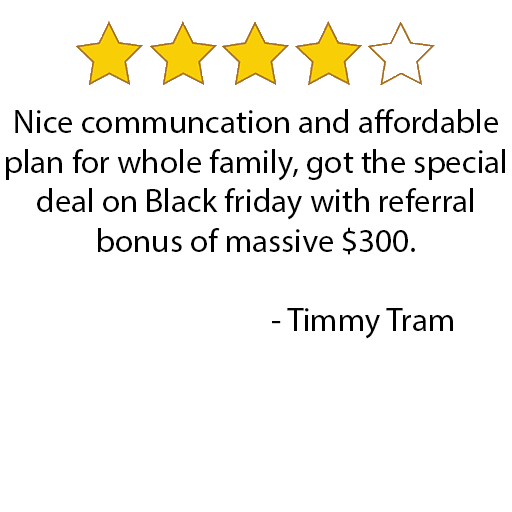 Nice communcation and affordable
plan for whole family, got the special
deal on Black friday with referral
bonus of massive $300.
- Timmy Tram